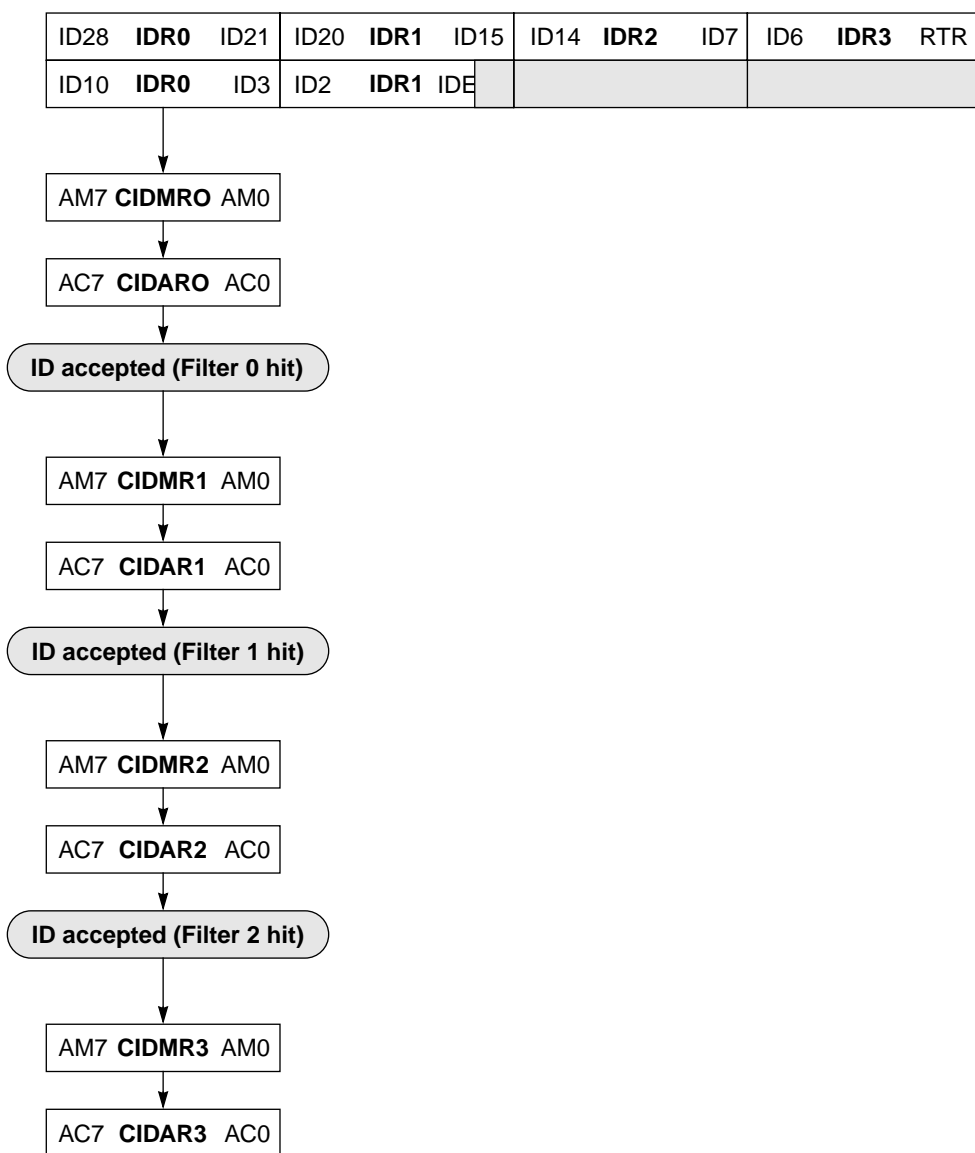 ID28 IDR0 ID21 ID20 IDR1 ID15 ID14 IDR2 ID7 ID6 IDR3 RTR
ID10 IDR0 ID3 ID2 IDR1 IDE
AM7 CIDMRO AM0
AC7 CIDARO AC0
ID accepted (Filter 0 hit)
AM7 CIDMR1 AM0
AC7 CIDAR1 AC0
ID accepted (Filter 1 hit)
AM7 CIDMR2 AM0
AC7 CIDAR2 AC0
ID accepted (Filter 2 hit)
AM7 CIDMR3 AM0
AC7 CIDAR3 AC0